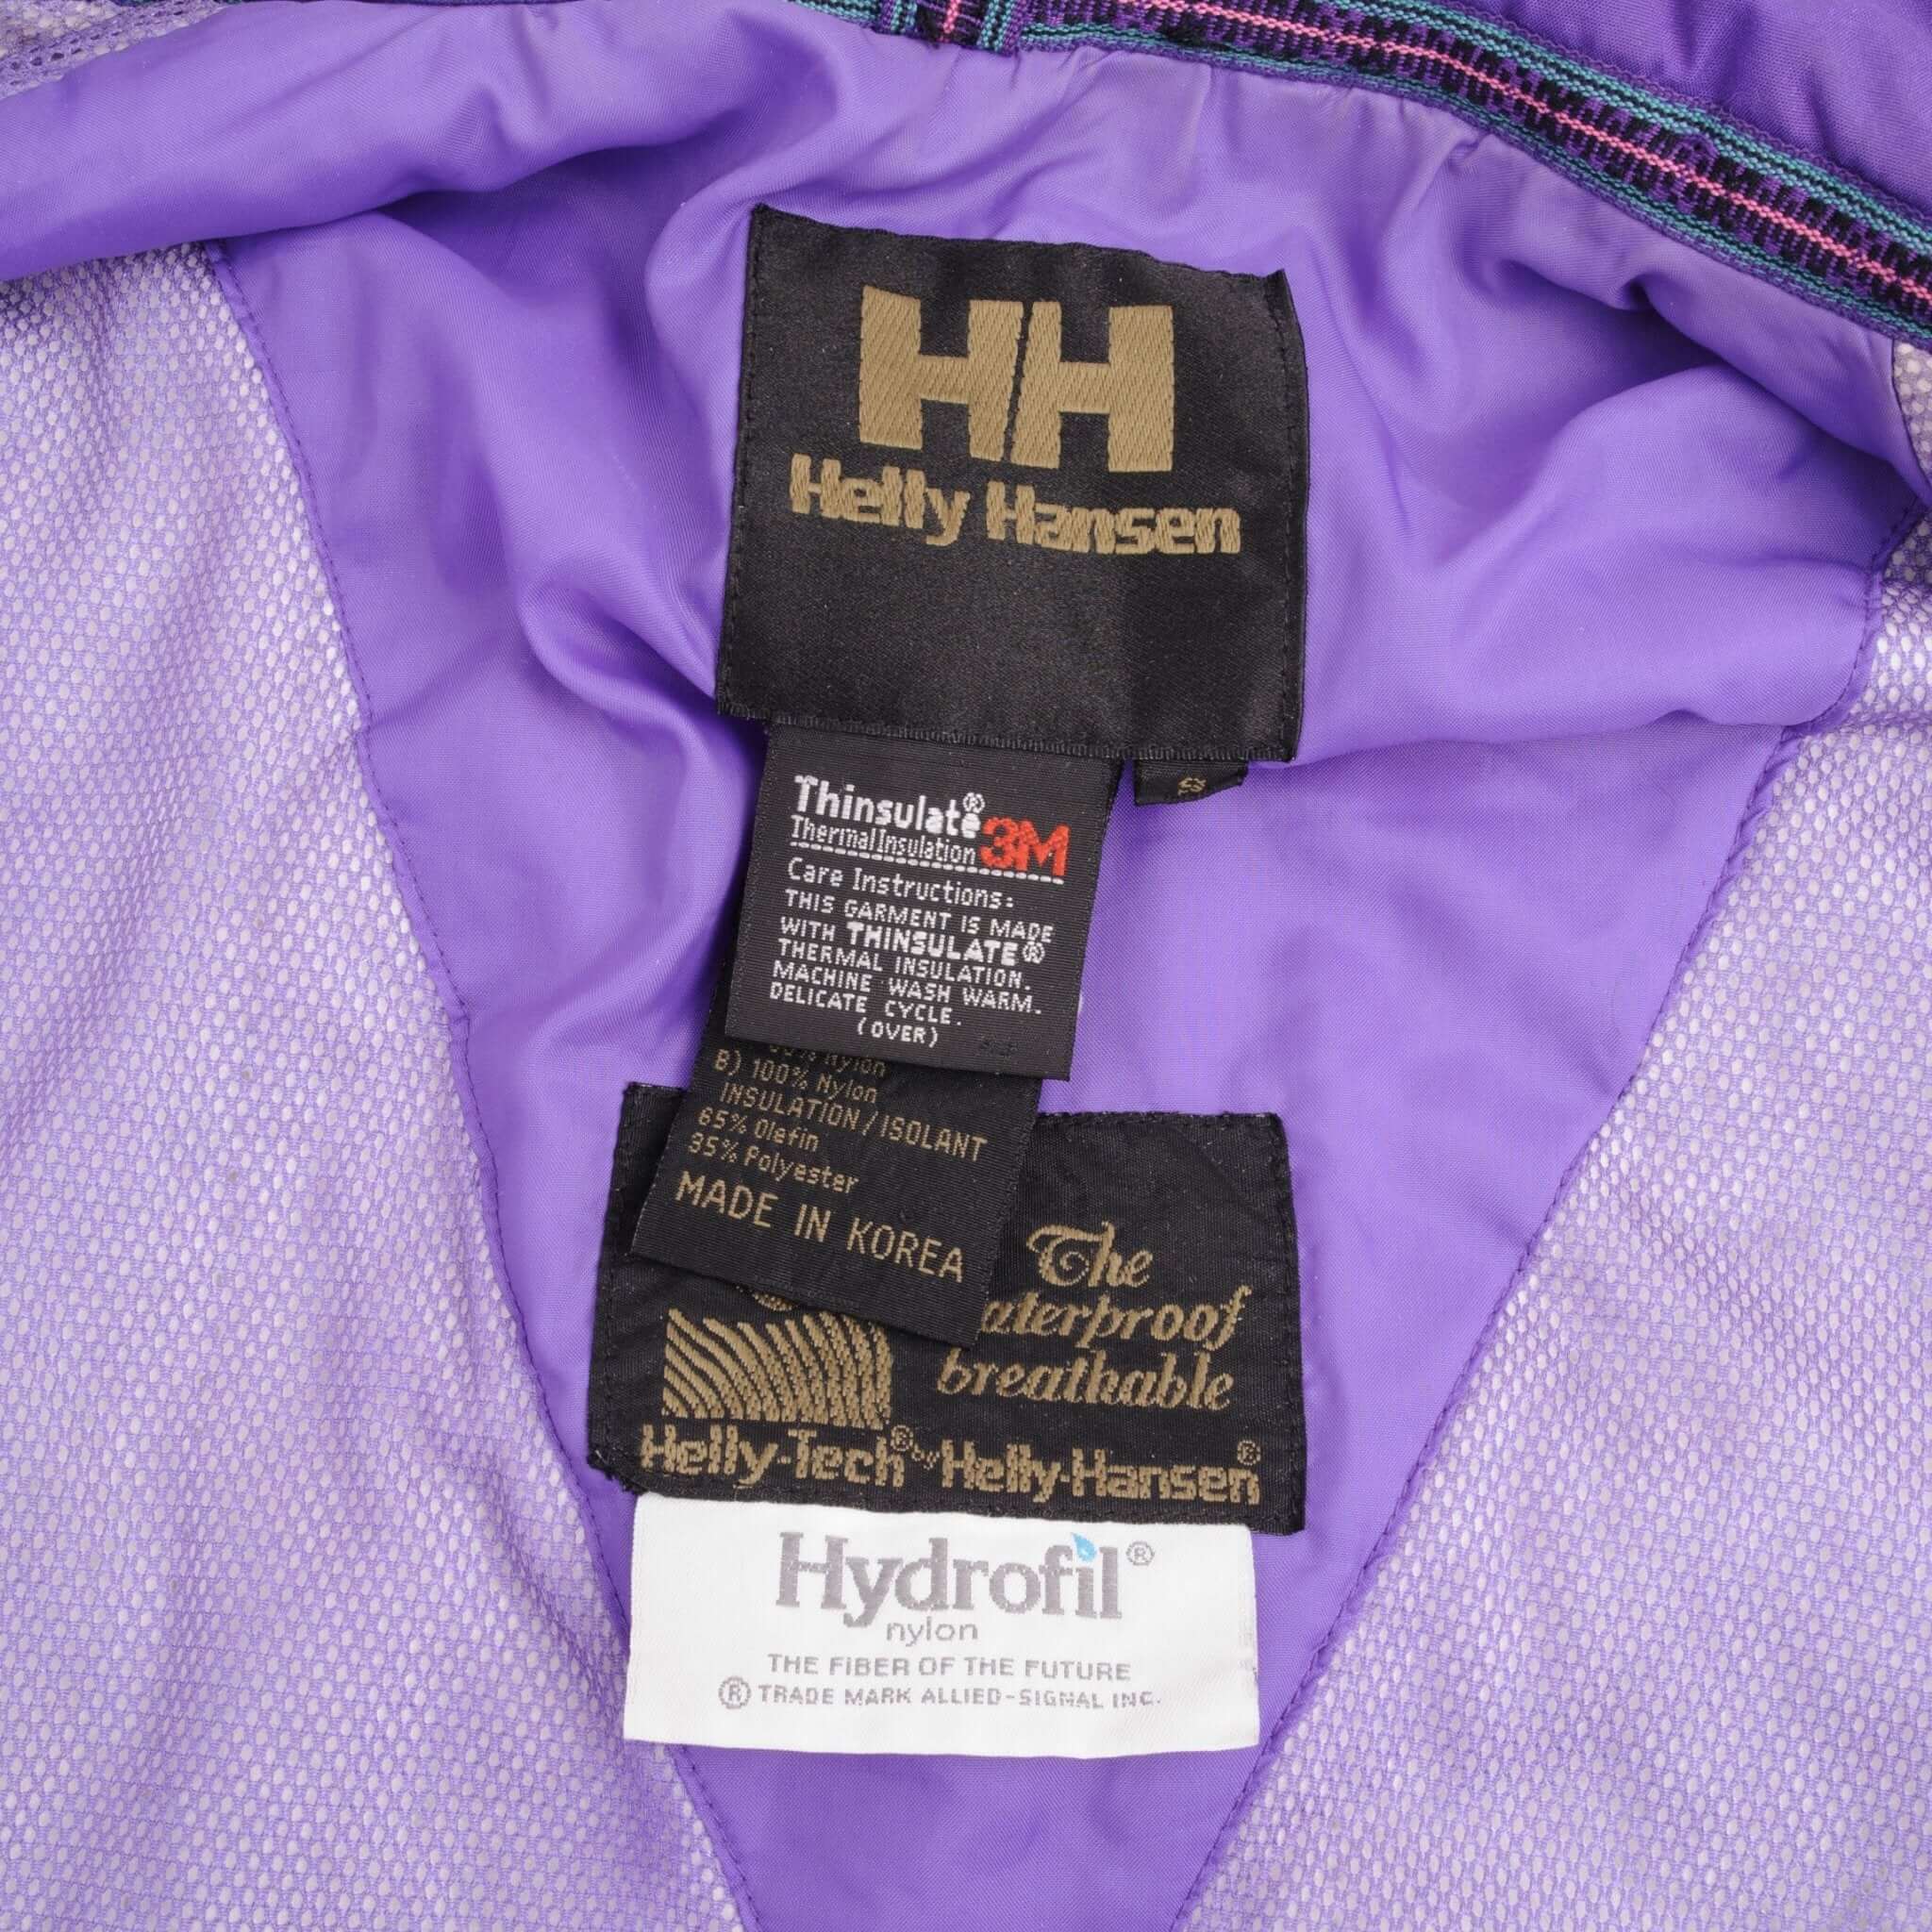 HH
Helly Hansen
Thinsulate®
Thermal Insulation 3M
Care Instructions:
THIS GARMENT IS MADE
WITH THINSULATE®
THERMAL INSULATION.
MACHINE WASH WARM.
DELICATE CYCLE.
(OVER)
Nylon
B) 100% Nylon
INSULATION/ISOLANT
65% Olefin
35% Polyester
MADE IN KOREA
The
aterproof
breathable
Helly-Tech® by Helly-Hansen®
Hydrofil®
nylon
THE FIBER OF THE FUTURE
® TRADE MARK ALLIED-SIGNAL INC.